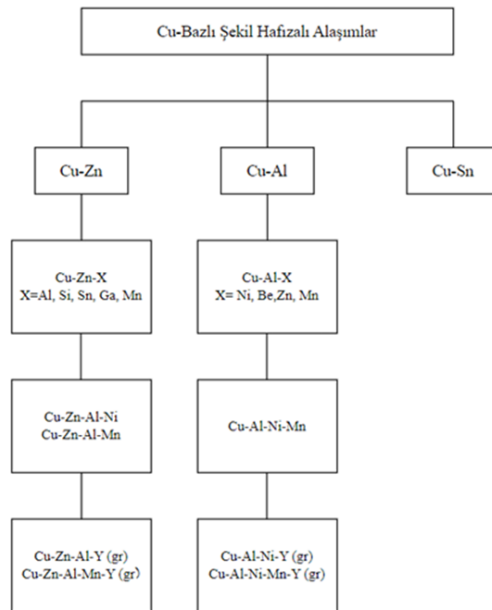 Cu-Bazlı Şekil Hafızalı Alaşımlar
Cu-Zn
Cu-Al
Cu-Sn
Cu-Zn-X
X=Al, Si, Sn, Ga, Mn
Cu-Al-X
X= Ni, Be,Zn, Mn
Cu-Zn-Al-Ni
Cu-Zn-Al-Mn
Cu-Al-Ni-Mn
Cu-Zn-Al-Y (gr)
Cu-Zn-Al-Mn-Y (gr)
Cu-Al-Ni-Y (gr)
Cu-Al-Ni-Mn-Y (gr)